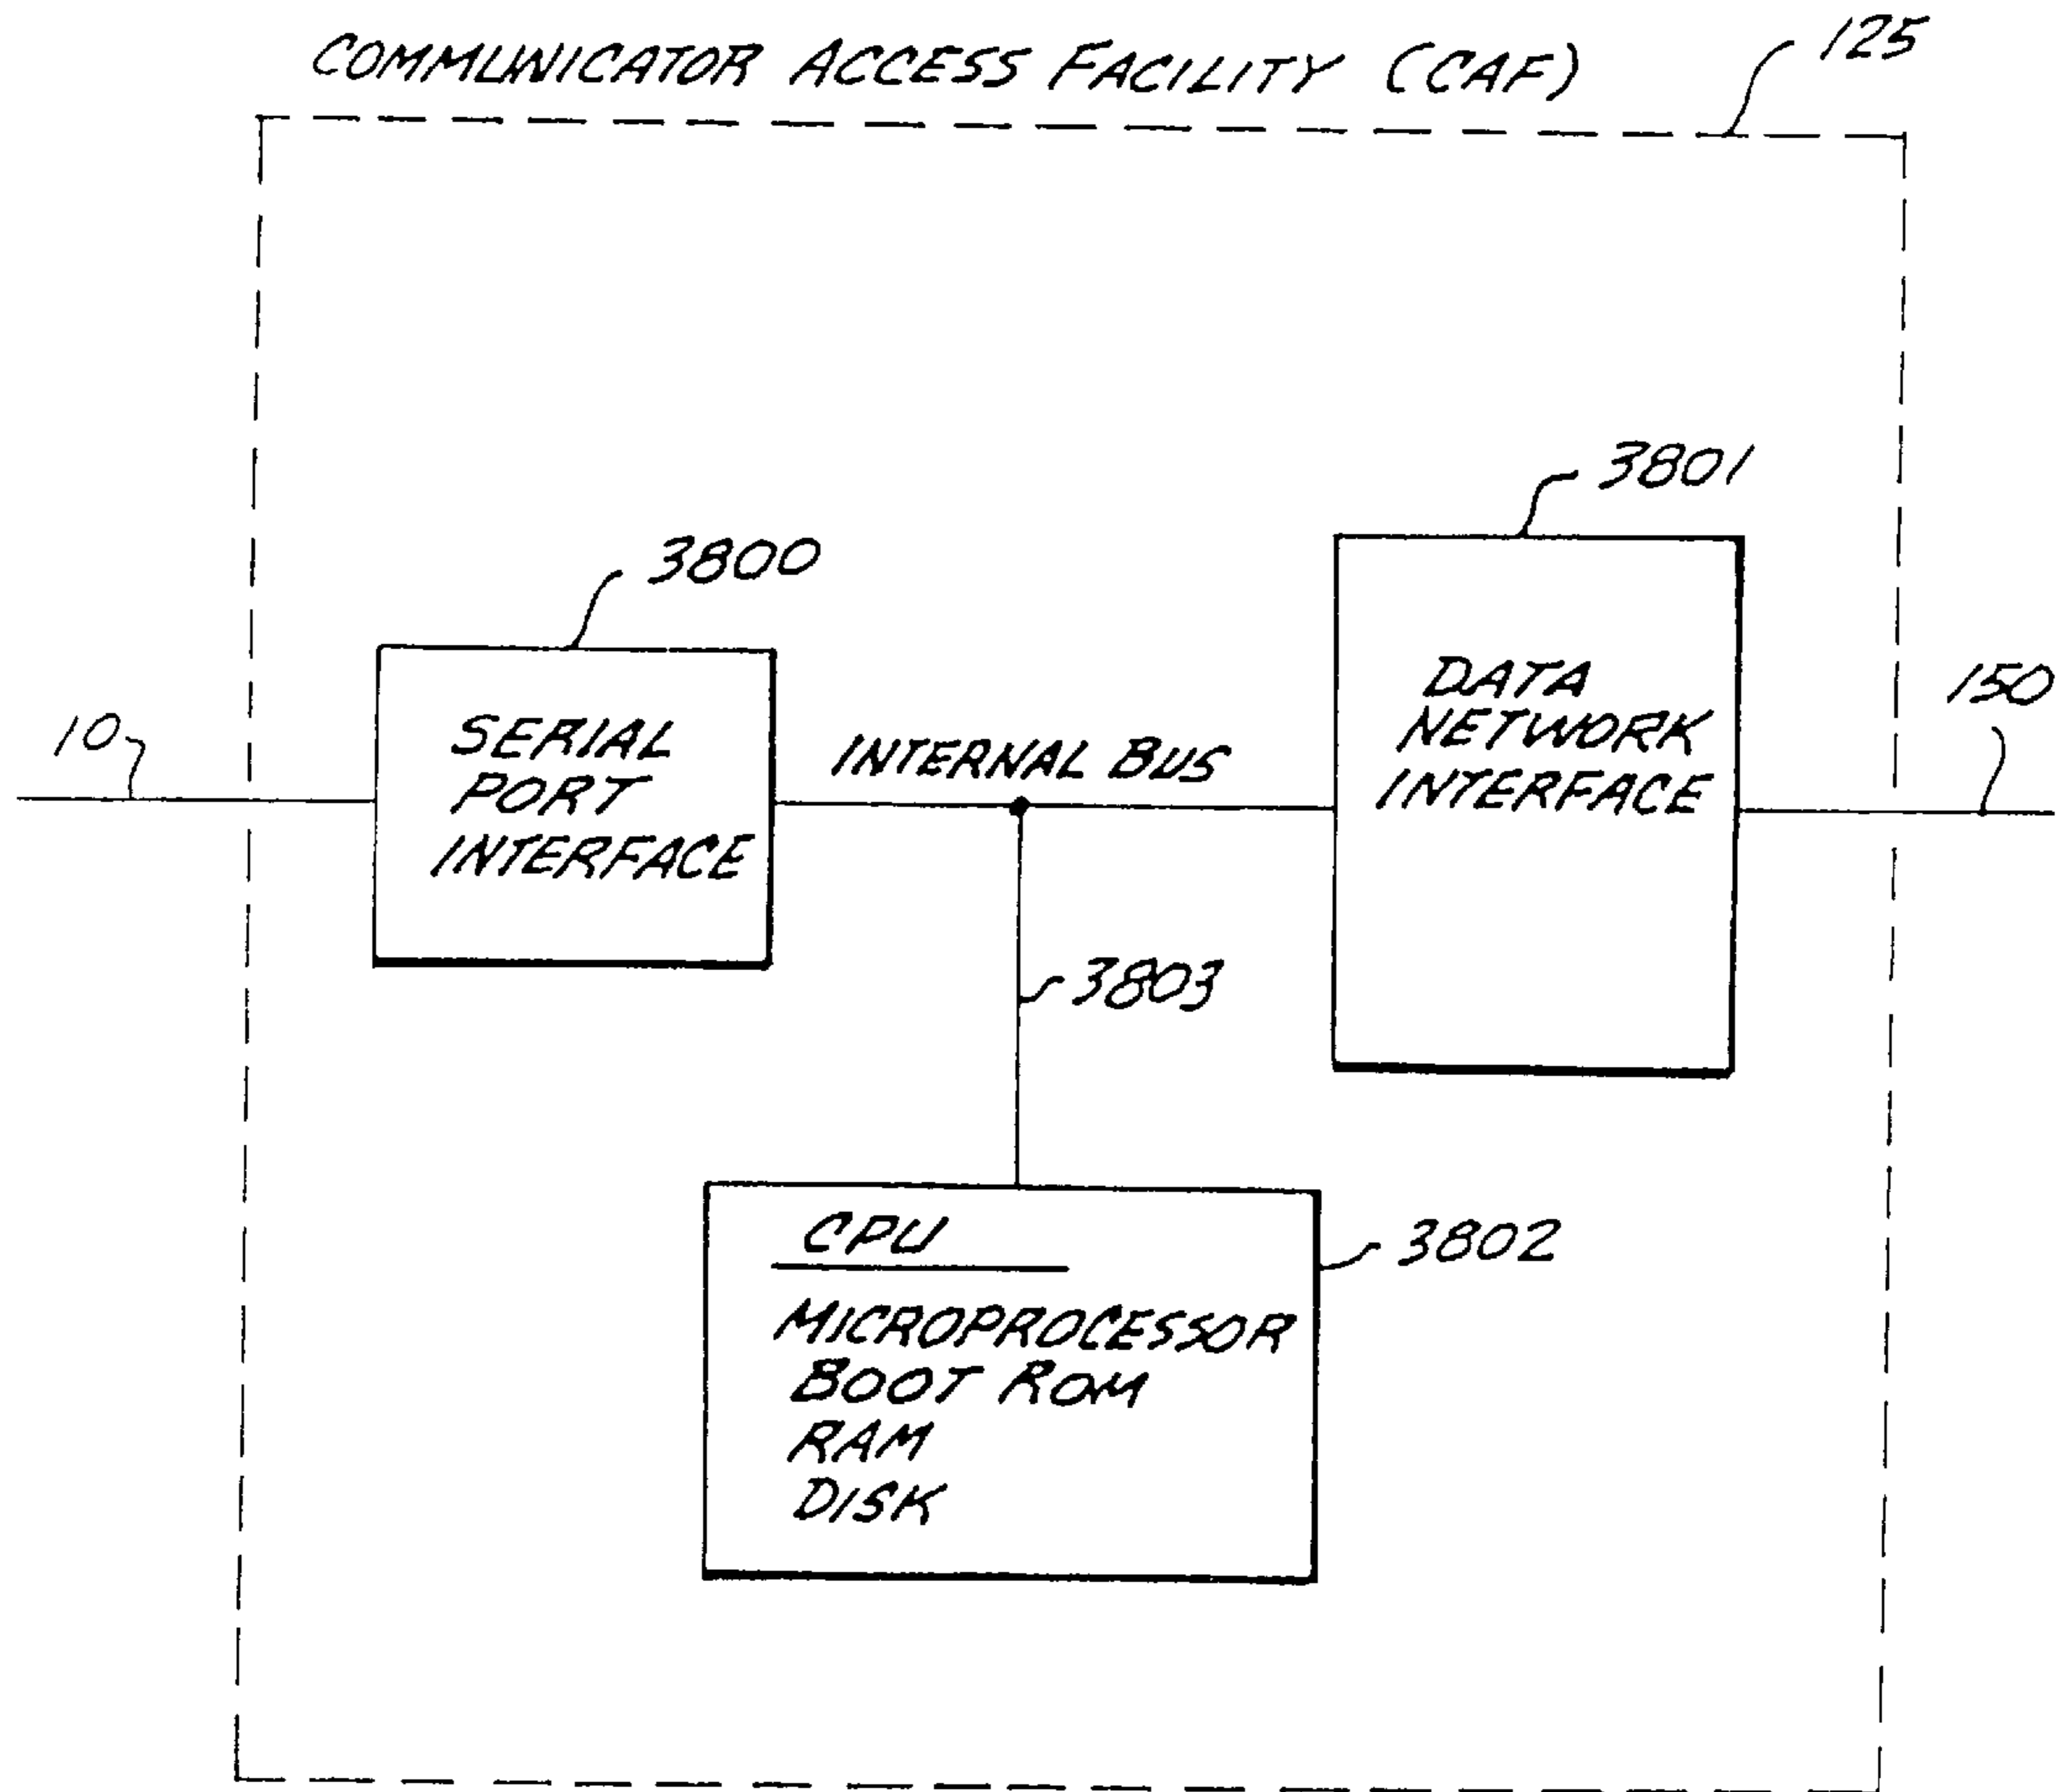 COMMUNICATOR ACCESS FACILITY (CAF)
125
3801
3800
150
10
SERIAL
PORT
INTERFACE
INTERNAL BUS
DATA
NETWORK
INTERFACE
3803
CPU
3802
MICROPROCESSOR
BOOT ROM
RAM
DISK